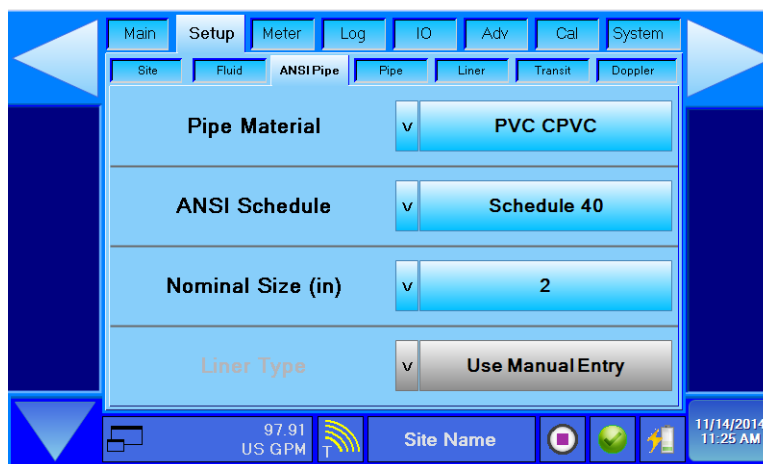 Main Setup Meter Log IO Adv Cal System
Site Fluid ANSI Pipe Pipe Liner Transit Doppler
Pipe Material v PVC CPVC
ANSI Schedule v Schedule 40
Nominal Size (in) v 2
Liner Type v Use Manual Entry
97.91
US GPM T Site Name
11/14/2014
11:25 AM